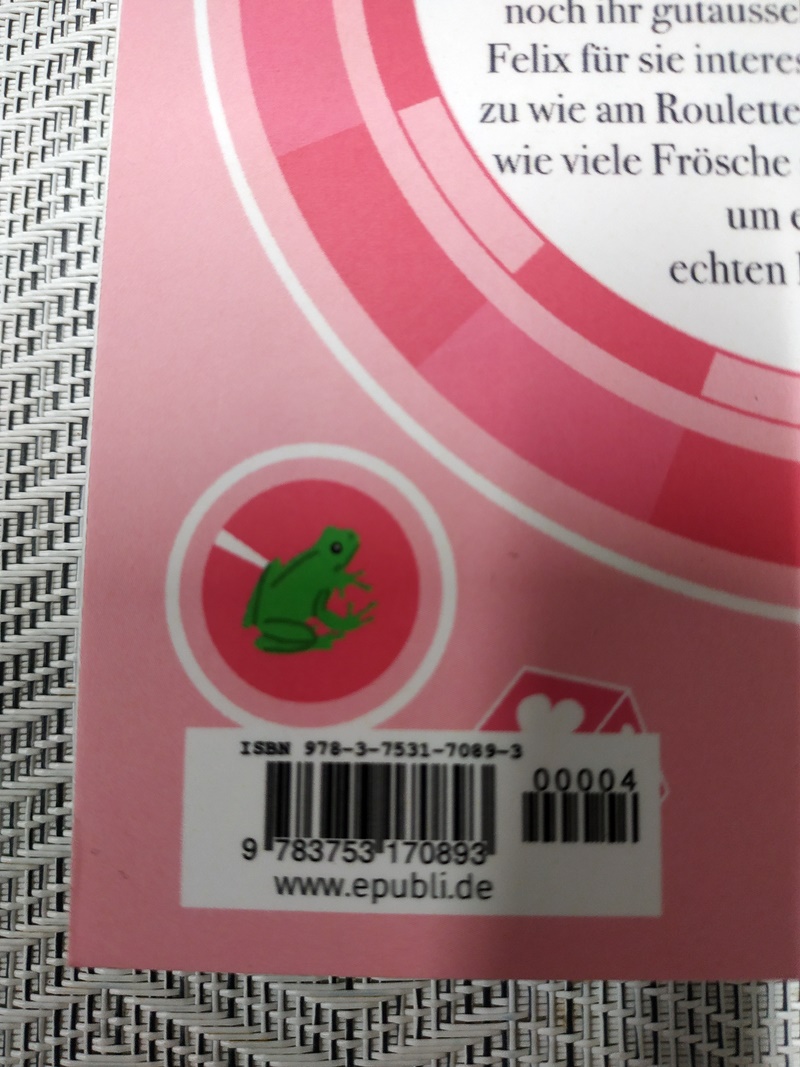 noch ihr gutausse
Felix für sie interes
zu wie am Roulette
wie viele Frösche
um e
echten
ISBN 978-3-7531-7089-3
00004
9 783753 170893
www.epubli.de